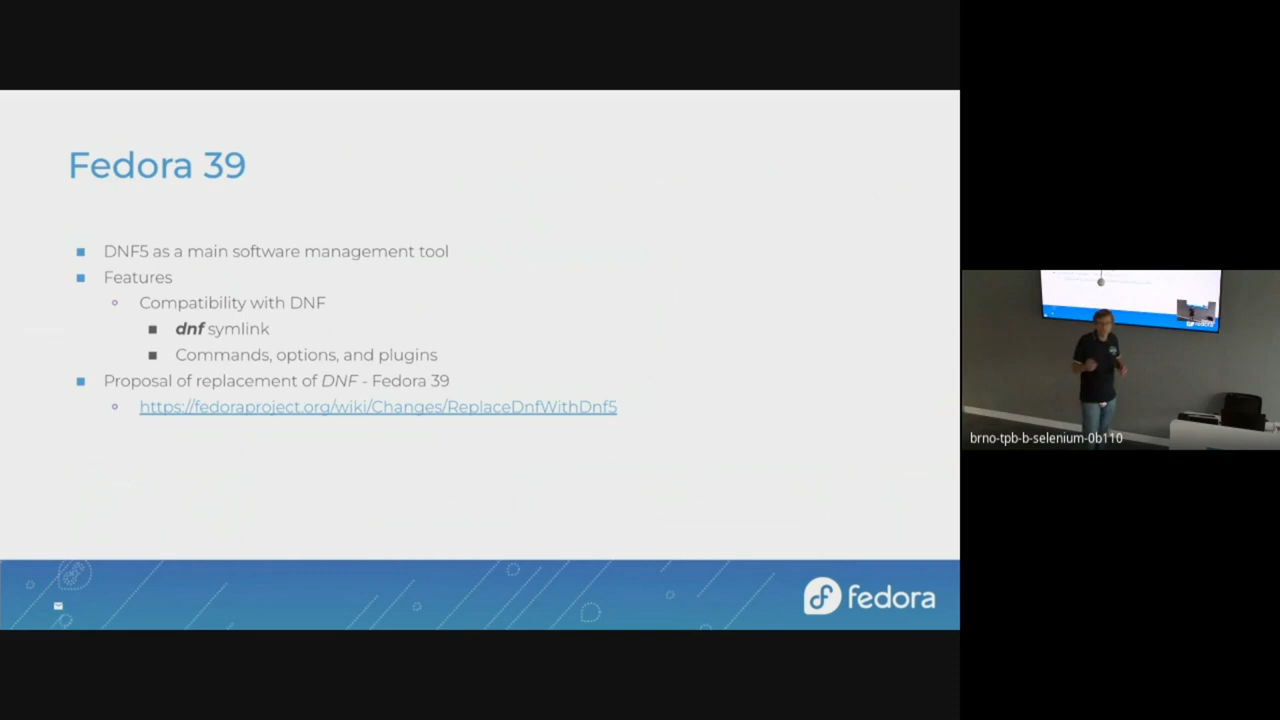 Fedora 39
DNF5 as a main software management tool
Features
Compatibility with DNF
dnf symlink
Commands, options, and plugins
Proposal of replacement of DNF - Fedora 39
https://fedoraproject.org/wiki/Changes/ReplaceDnfWithDnf5
fedora
brno-tpb-b-selenium-0b110